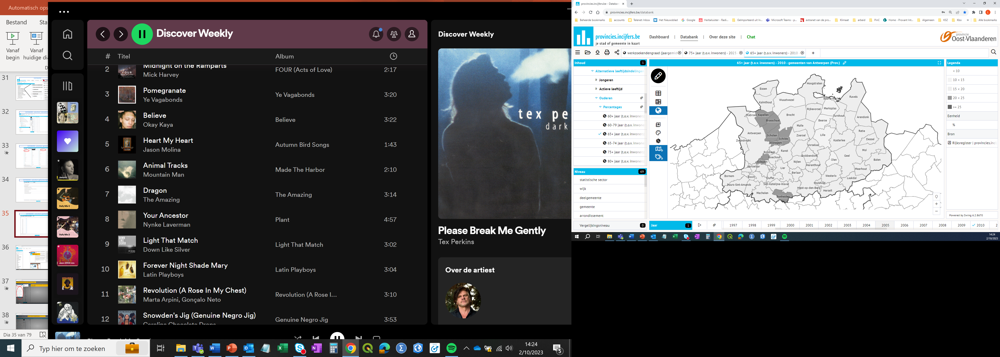 Automatisch ops
Bestand
Sta
Vanaf
begin
Vanaf
huidige di
31
32
33
34
35
36
37
38
Dia 35 van 79
Discover Weekly
#
Titel
Album
2
Midnight on the Ramparts
Mick Harvey
FOUR (Acts of Love)
2:17
3
Pomegranate
Ye Vagabonds
Ye Vagabonds
3:20
4
Believe
Okay Kaya
Believe
3:22
5
Heart My Heart
Jason Molina
Autumn Bird Songs
1:43
6
Animal Tracks
Mountain Man
Made The Harbor
2:10
7
Dragon
The Amazing
The Amazing
3:14
8
Your Ancestor
Nynke Laverman
Plant
4:57
9
Light That Match
Down Like Silver
Light That Match
3:02
10
Forever Night Shade Mary
Latin Playboys
Latin Playboys
3:04
11
Revolution (A Rose In My Chest)
Marta Arpini, Gonçalo Neto
Revolution (A Rose I...
3:10
12
Snowden's Jig (Genuine Negro Jig)
Carolina Chocolate Drops
Genuine Negro Jig
3:53
Jazzmix
Daily Mix 5
Daily Mix 2
Jaren 2000-mix
Discover Weekly
tex pe
dark
Please Break Me Gently
Tex Perkins
Over de artiest
Typ hier om te zoeken
14:24
2/10/2023
5
provincies.incijfers.be - Databan
provincies.incijfers.be/databank
Beheerde bookmarks
accounts
Telenet: Inbox
Het Nieuwsblad
Google
Herbeluister - Radi...
Geïmporteerd uit In...
Microsoft Teams - p...
extranet van de pro...
Klimaat
arbeid
PinC
Home - Provant Int...
Algemeen
KSZ
Kbo
»
Alle bookmarks
provincies.incijfers.be
je stad of gemeente in kaart
Dashboard | Databank | Over deze site | Chat
provincie
Oost-Vlaanderen
werkzoekendengraad (jaargemid
75+ jaar (t.o.v. inwoners) - 2023 -
65+ jaar (t.o.v. inwoners) - 2010 -
+
Inhoud
1
Alternatieve leeftijdsindelingen
Jongeren
Actieve leeftijd
Ouderen
Percentages
60+ jaar (t.o.v. inwoners
60-79 jaar (t.o.v. inwone
65+ jaar (t.o.v. inwoners
65-74 jaar (t.o.v. inwone
75+ jaar (t.o.v. inwoners
80+ jaar (t.o.v. inwoners
Niveau
69
statistische sector
wijk
deelgemeente
gemeente
arrondissement
Vergelijkingsniveau
0
65+ jaar (t.o.v. inwoners) - 2010 - gemeenten van Antwerpen (Prov.)
Hoogstraten
Essen
Ravels
Baarle-Hertog
Kalmthout
Wuustwezel
Rijkevorsel
Merksplas
Stabroek
Kapellen
Brecht
Turnhout
Arendonk
Brasschaat
Beerse
Malle
Retie
Antwerpen
Schoten
Schilde
Zoersel
Lille
Kasterlee
Dessel
Zwijndrecht
Wijnegem
Vorselaar
Mol
Borsbeek
Ranst
Boechout
Grobbendonk
Geel
Edegem
Nijlen
Olen
Balen
Aartselaar
Lint
Lier
Herenthout
Meerhout
Berlaar
Bornem
Boom
Duffel
Westerlo
Laakdal
Puurs-Sint-Amands
Sint-Katelijne-Waver
Hulshout
Heist-op-den-Berg
Herselt
Mechelen
Bonheiden
Legenda
< 10
10 < 15
15 < 20
20 < 25
>= 25
Eenheid
%
Bron
Rijksregister | provincies.inci
Powered by Swing 6.2.8670
Jaar
1
1997
1998
1999
2000
2001
2002
2003
2004
2005
2006
2007
2008
2009
2010
2
14:24
2/10/2023